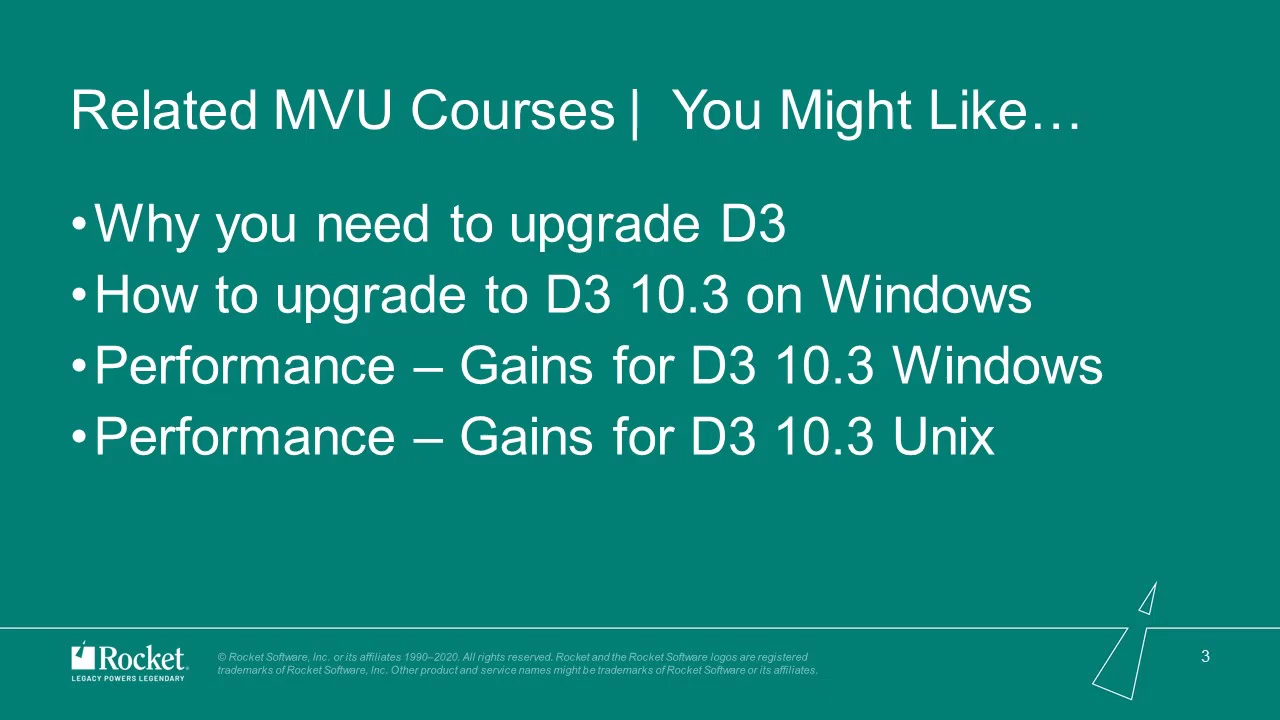 Related MVU Courses | You Might Like…
•Why you need to upgrade D3
•How to upgrade to D3 10.3 on Windows
•Performance – Gains for D3 10.3 Windows
•Performance – Gains for D3 10.3 Unix
Rocket®
LEGACY POWERS LEGENDARY
© Rocket Software, Inc. or its affiliates 1990–2020. All rights reserved. Rocket and the Rocket Software logos are registered
trademarks of Rocket Software, Inc. Other product and service names might be trademarks of Rocket Software or its affiliates.
3